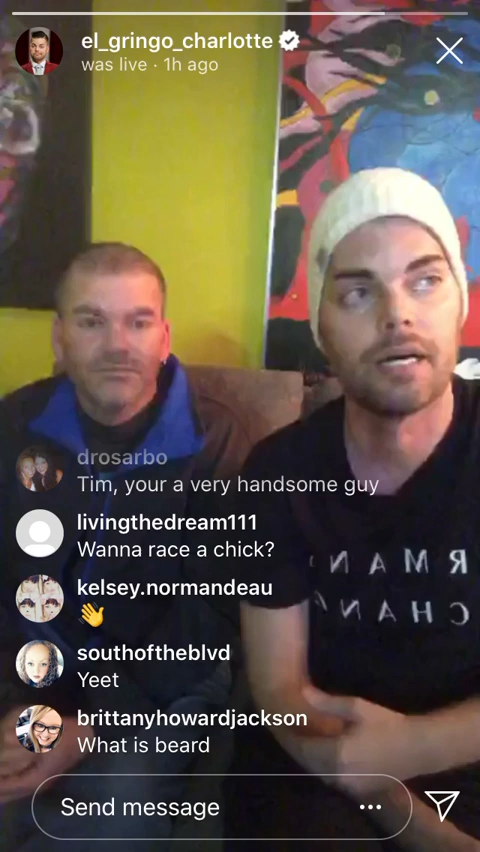 el_gringo_charlotte
was live · 1h ago
drosarbo
Tim, your a very handsome guy
livingthedream111
Wanna race a chick?
kelsey.normandeau
👋
southoftheblvd
Yeet
brittanyhowardjackson
What is beard
Send message